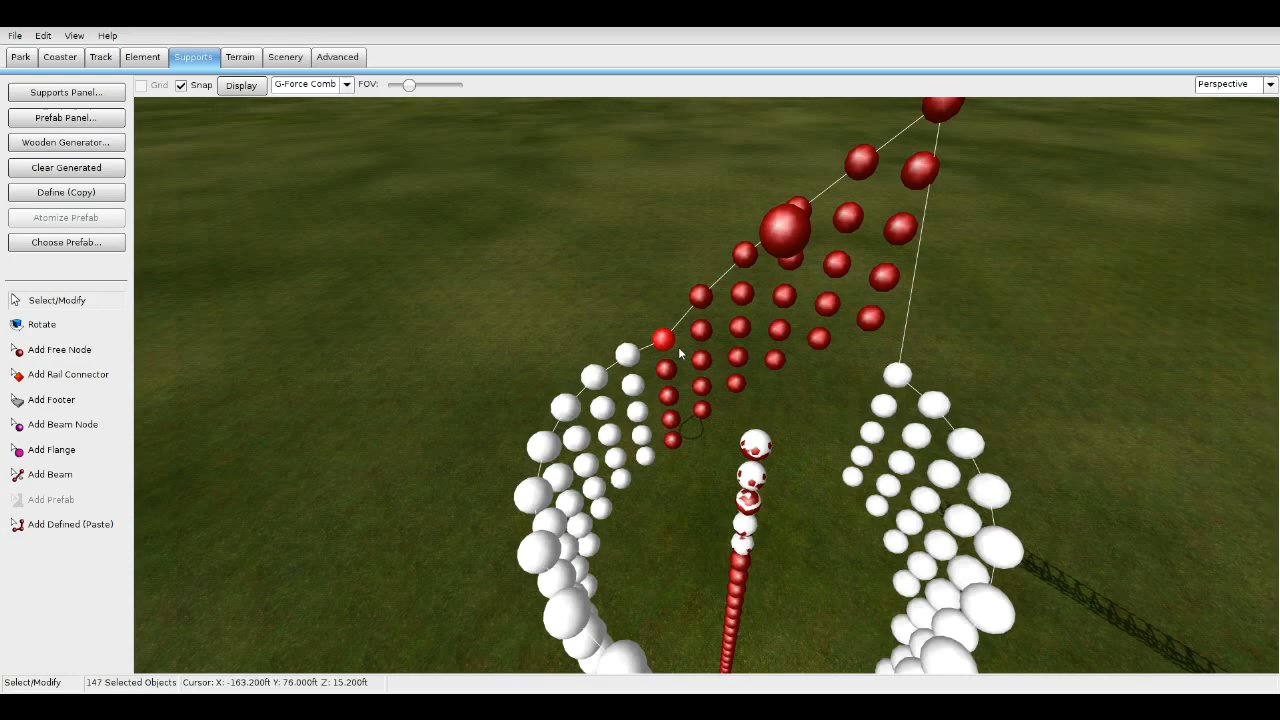 File Edit View Help
Park Coaster Track Element Supports Terrain Scenery Advanced
Grid Snap Display G-Force Comb FOV: Perspective
Supports Panel...
Prefab Panel...
Wooden Generator...
Clear Generated
Define (Copy)
Atomize Prefab
Choose Prefab...
Select/Modify
Rotate
Add Free Node
Add Rail Connector
Add Footer
Add Beam Node
Add Flange
Add Beam
Add Prefab
Add Defined (Paste)
Select/Modify 147 Selected Objects Cursor: X: -163.200ft Y: 76.000ft Z: 15.200ft